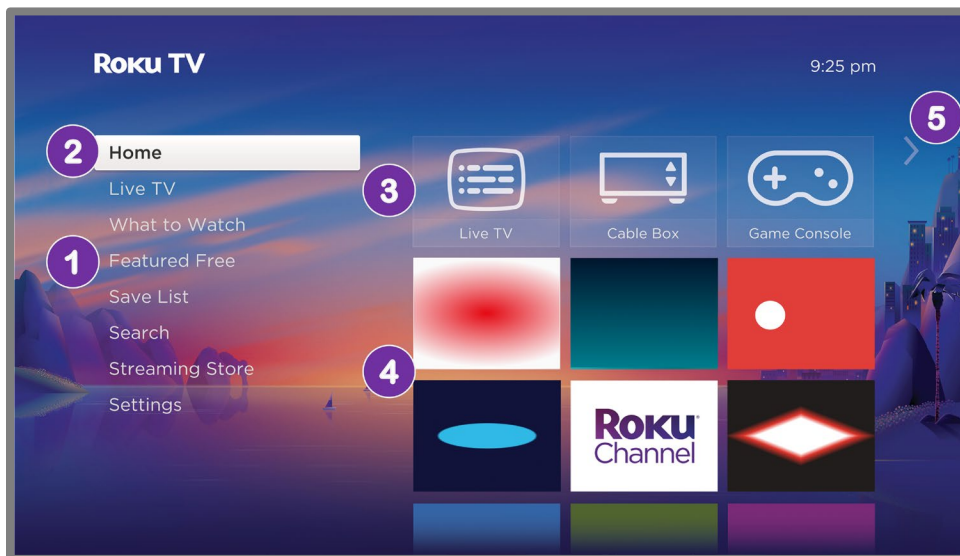 Roku TV
9:25 pm
5
2
Home
Live TV
3
What to Watch
Live TV
Cable Box
Game Console
1
Featured Free
Save List
Search
4
Streaming Store
Settings
Roku
Channel